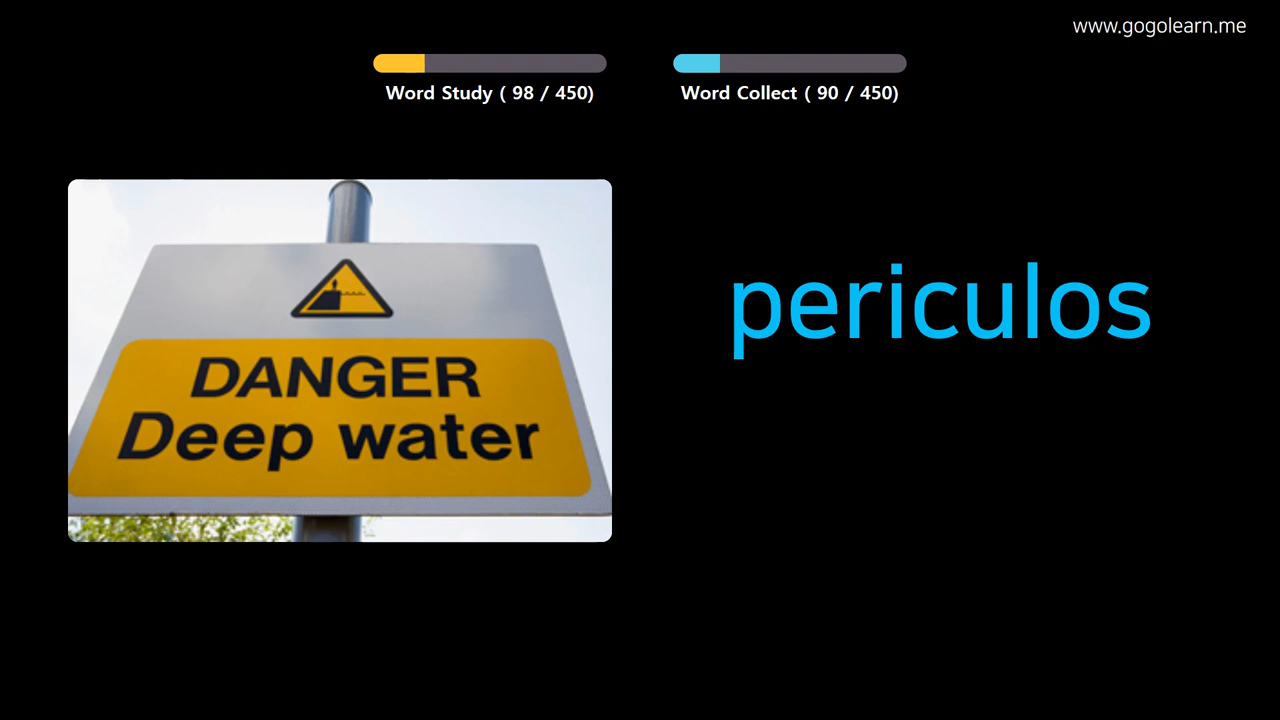 www.gogolearn.me
Word Study ( 98 / 450)
Word Collect ( 90 / 450)
periculos
DANGER
Deep water